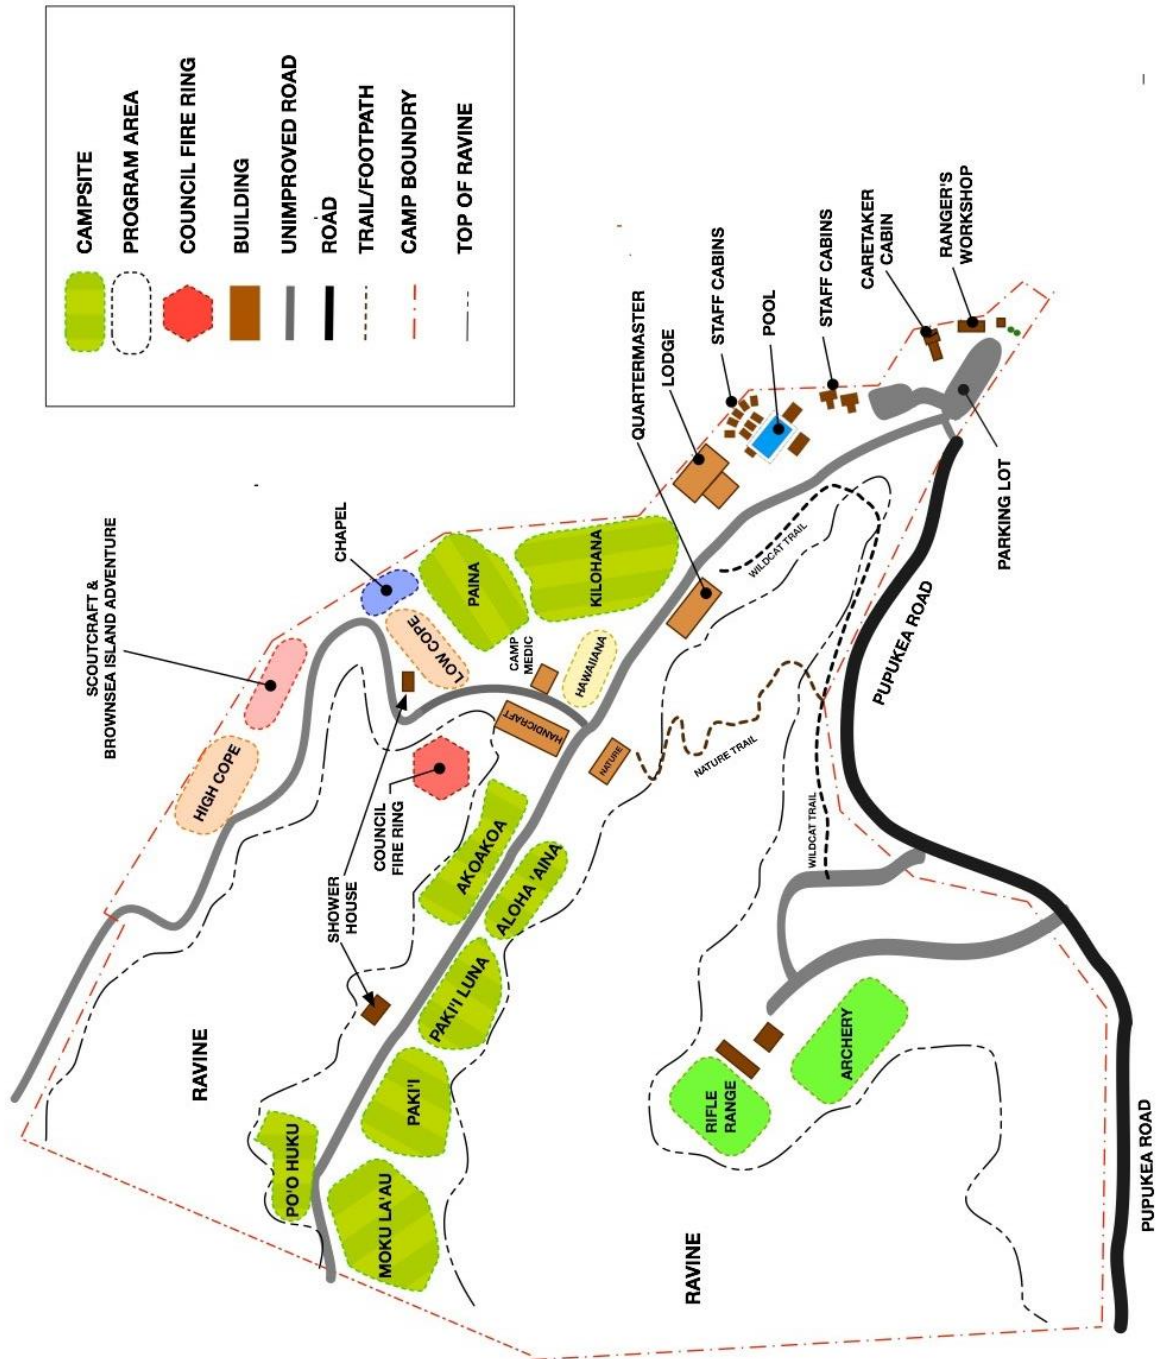 CAMPSITE
PROGRAM AREA
COUNCIL FIRE RING
BUILDING
UNIMPROVED ROAD
ROAD
TRAIL/FOOTPATH
CAMP BOUNDRY
TOP OF RAVINE
SCOUTCRAFT &
BROWNSEA ISLAND ADVENTURE
CHAPEL
HIGH COPE
LOW COPE
PAINA
KILOHANA
CAMP
MEDIC
HAWAIIANA
HANDICRAFT
NATURE
COUNCIL
FIRE RING
SHOWER
HOUSE
AKOAKOA
ALOHA 'AINA
PAKI'I LUNA
PAKI'I
PO'O HUKU
MOKU LA'AU
RAVINE
RAVINE
QUARTERMASTER
LODGE
STAFF CABINS
POOL
STAFF CABINS
CARETAKER
CABIN
RANGER'S
WORKSHOP
PARKING LOT
WILDCAT TRAIL
NATURE TRAIL
WILDCAT TRAIL
PUPUKEA ROAD
RIFLE
RANGE
ARCHERY
PUPUKEA ROAD